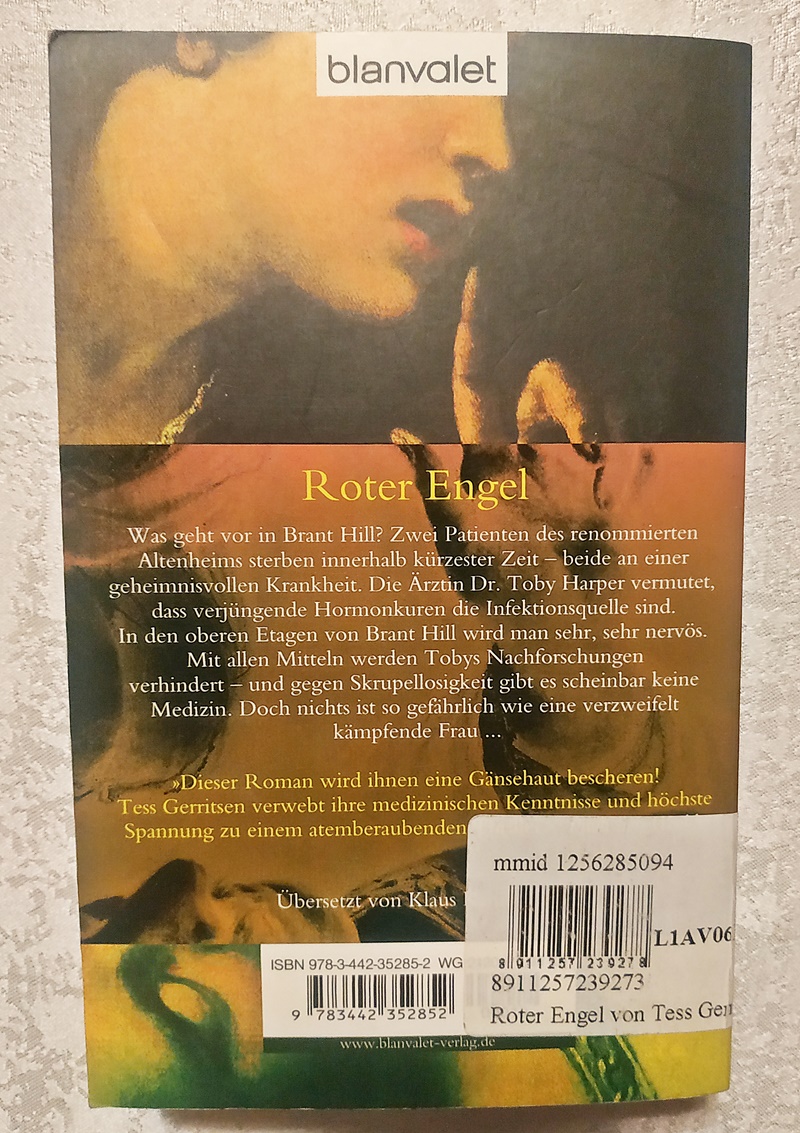 blanvalet
Roter Engel
Was geht vor in Brant Hill? Zwei Patienten des renommierten
Altenheims sterben innerhalb kürzester Zeit – beide an einer
geheimnisvollen Krankheit. Die Ärztin Dr. Toby Harper vermutet,
dass verjüngende Hormonkuren die Infektionsquelle sind.
In den oberen Etagen von Brant Hill wird man sehr, sehr nervös.
Mit allen Mitteln werden Tobys Nachforschungen
verhindert – und gegen Skrupellosigkeit gibt es scheinbar keine
Medizin. Doch nichts ist so gefährlich wie eine verzweifelt
kämpfende Frau ...
»Dieser Roman wird ihnen eine Gänsehaut bescheren!
Tess Gerritsen verwebt ihre medizinischen Kenntnisse und höchste
Spannung zu einem atemberaubenden
Übersetzt von Klaus
mmid 1256285094
L1AV06
8 911257 239278
8911257239273
Roter Engel von Tess
ISBN 978-3-442-35285-2 WG
9 783442 352852
www.blanvalet-verlag.de